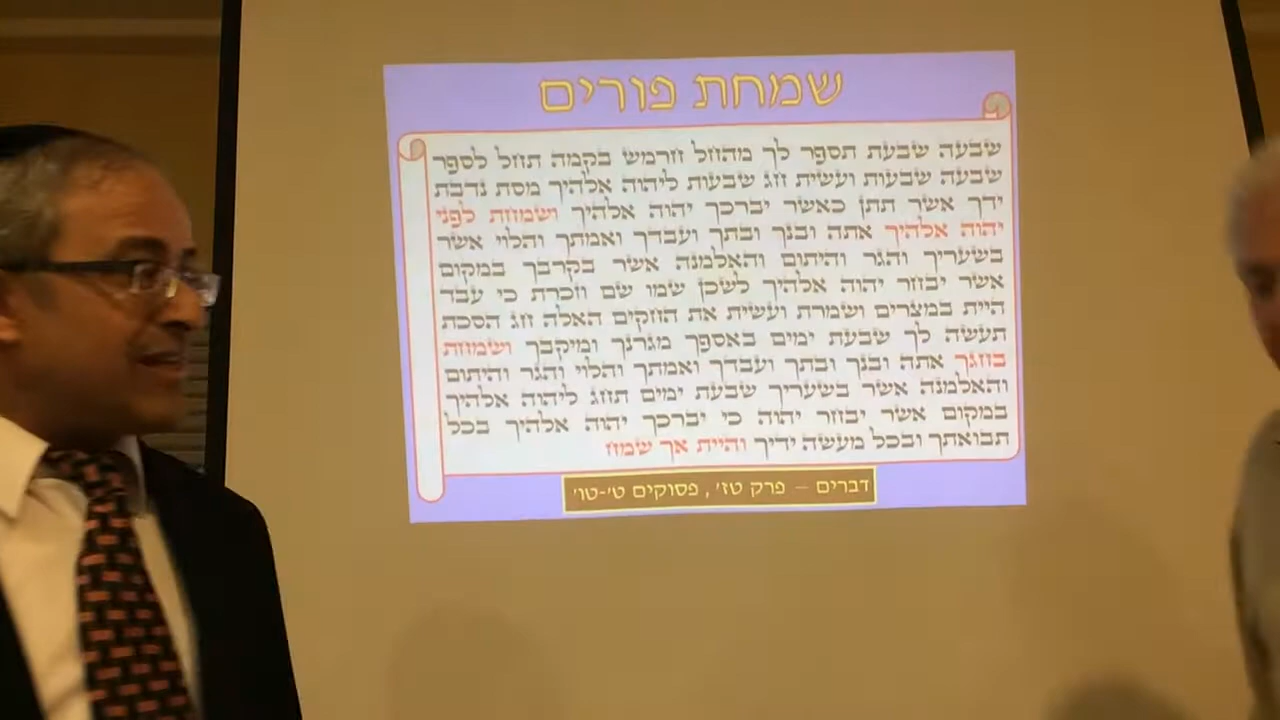 שמחת פורים
שבעה שבעת תספר לך מהחל חרמש בקמה תחל לספר
שבעה שבעות ועשית חג שבעות ליהוה אלהיך מסת נדבת
ידך אשר תתן כאשר יברכך יהוה אלהיך ושמחת לפני
יהוה אלהיך אתה ובנך ובתך ועבדך ואמתך והלוי אשר
בשעריך והגר והיתום והאלמנה אשר בקרבך במקום
אשר יבחר יהוה אלהיך לשכן שמו שם וזכרת כי עבד
היית במצרים ושמרת ועשית את החקים האלה חג הסכת
תעשה לך שבעת ימים באספך מגרנך ומיקבך ושמחת
בחגך אתה ובנך ובתך ועבדך ואמתך והלוי והגר והיתום
והאלמנה אשר בשעריך שבעת ימים תחג ליהוה אלהיך
במקום אשר יבחר יהוה כי יברכך יהוה אלהיך בכל
תבואתך ובכל מעשה ידיך והיית אך שמח
דברים – פרק טז׳, פסוקים ט׳-טו׳